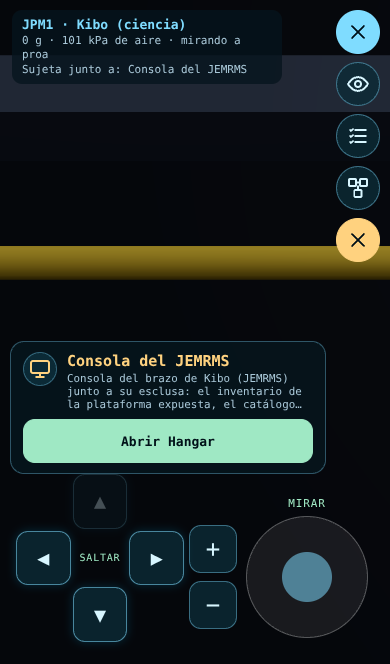 JPM1 · Kibo (ciencia)
0 g · 101 kPa de aire · mirando a
proa
Sujeta junto a: Consola del JEMRMS
Consola del JEMRMS
Consola del brazo de Kibo (JEMRMS)
junto a su esclusa: el inventario de
la plataforma expuesta, el catálogo…
Abrir Hangar
MIRAR
SALTAR
+
−